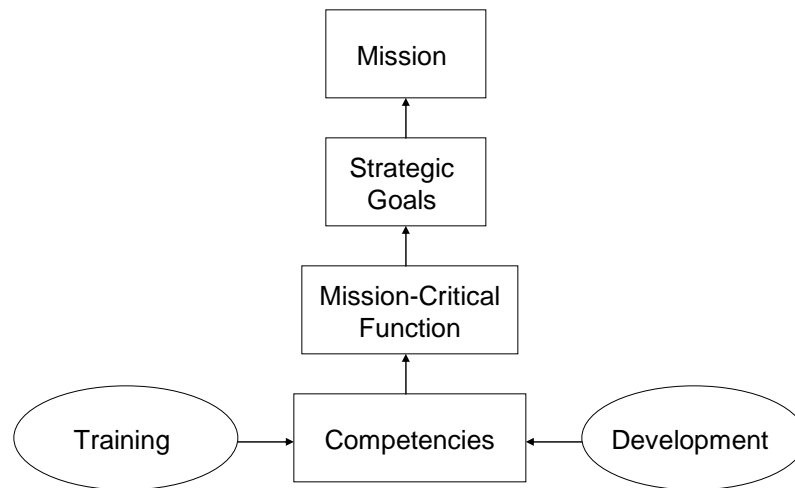 Mission
Strategic
Goals
Mission-Critical
Function
Training
Competencies
Development